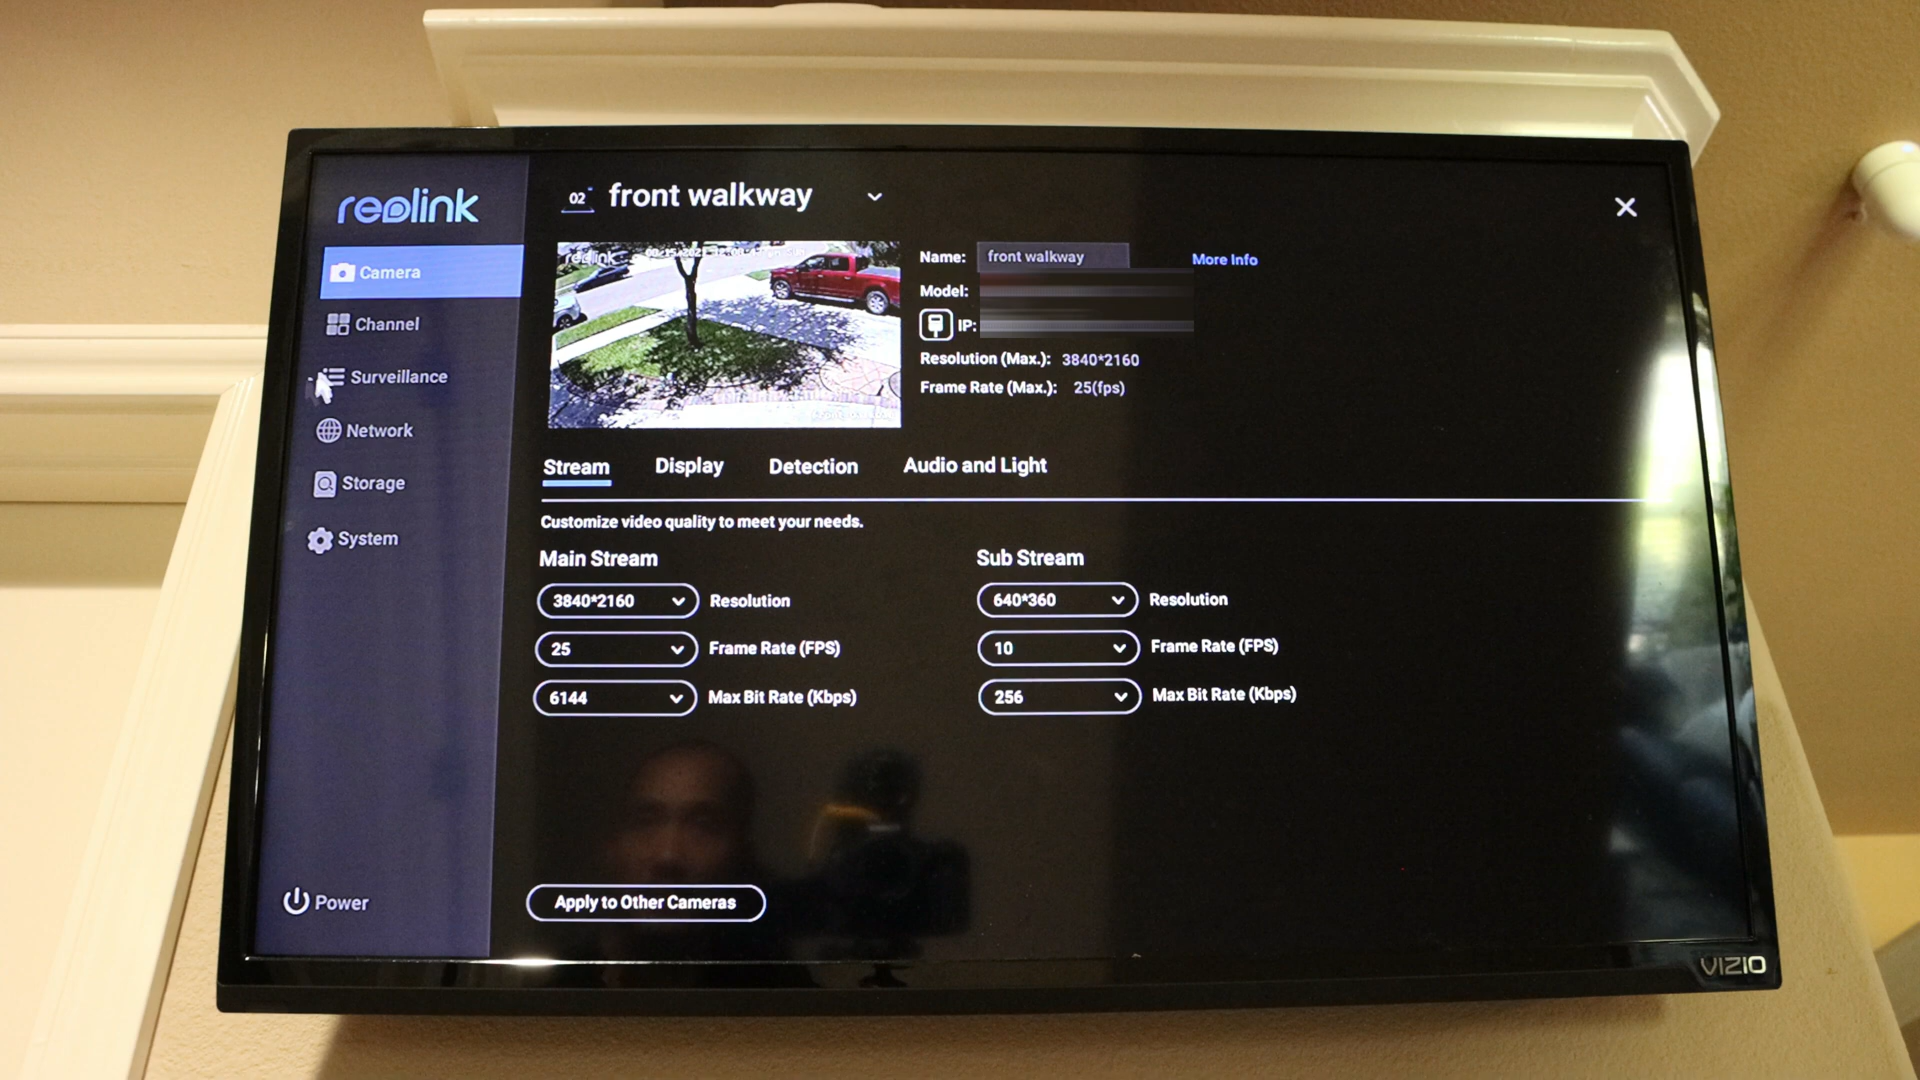 reolink
02 front walkway
Camera
Channel
Surveillance
Network
Storage
System
Power
reolink
Name: front walkway More Info
Model:
IP:
Resolution (Max.): 3840*2160
Frame Rate (Max.): 25(fps)
Stream Display Detection Audio and Light
Customize video quality to meet your needs.
Main Stream Sub Stream
3840*2160 Resolution 640*360 Resolution
25 Frame Rate (FPS) 10 Frame Rate (FPS)
6144 Max Bit Rate (Kbps) 256 Max Bit Rate (Kbps)
Apply to Other Cameras
VIZIO